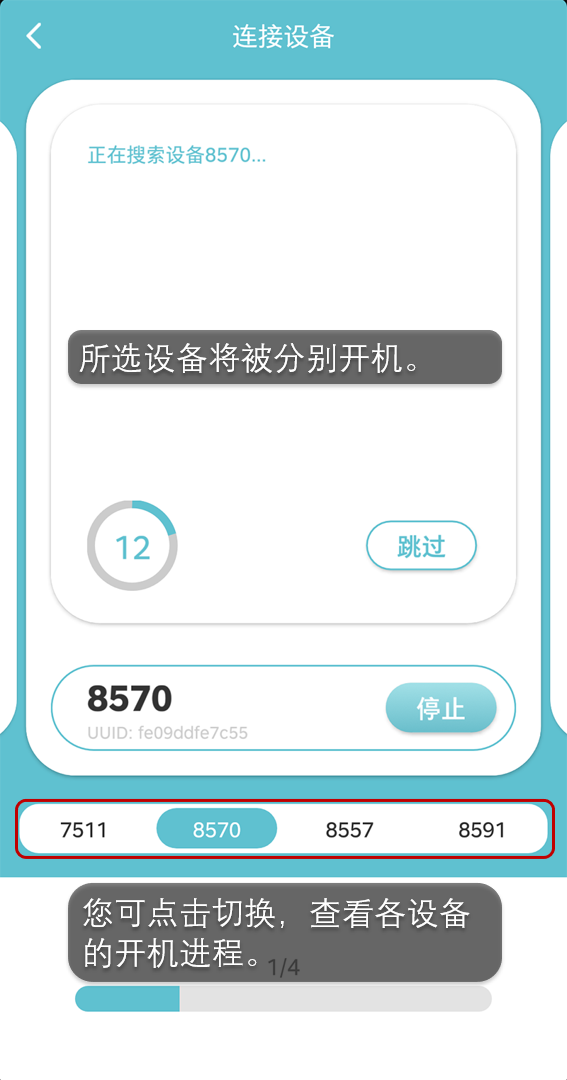 连接设备
正在搜索设备8570...
所选设备将被分别开机。
12
跳过
8570
停止
UUID: fe09ddfe7c55
7511 8570 8557 8591
您可点击切换，查看各设备
的开机进程。
1/4